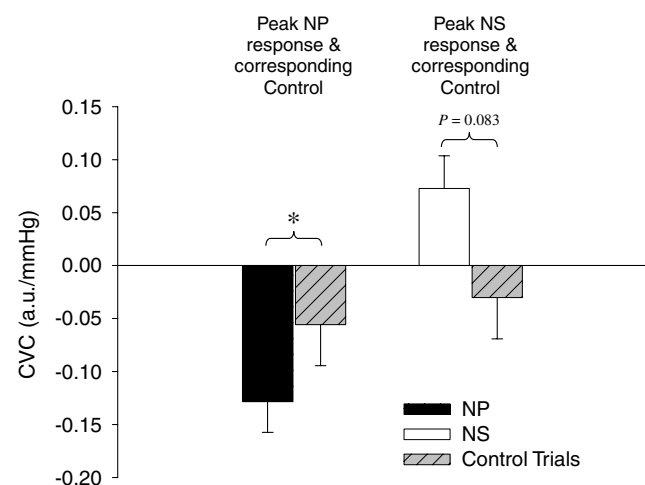 Peak NP
response &
corresponding
Control
Peak NS
response &
corresponding
Control
P = 0.083
*
CVC (a.u./mmHg)
0.15
0.10
0.05
0.00
-0.05
-0.10
-0.15
-0.20
NP
NS
Control Trials